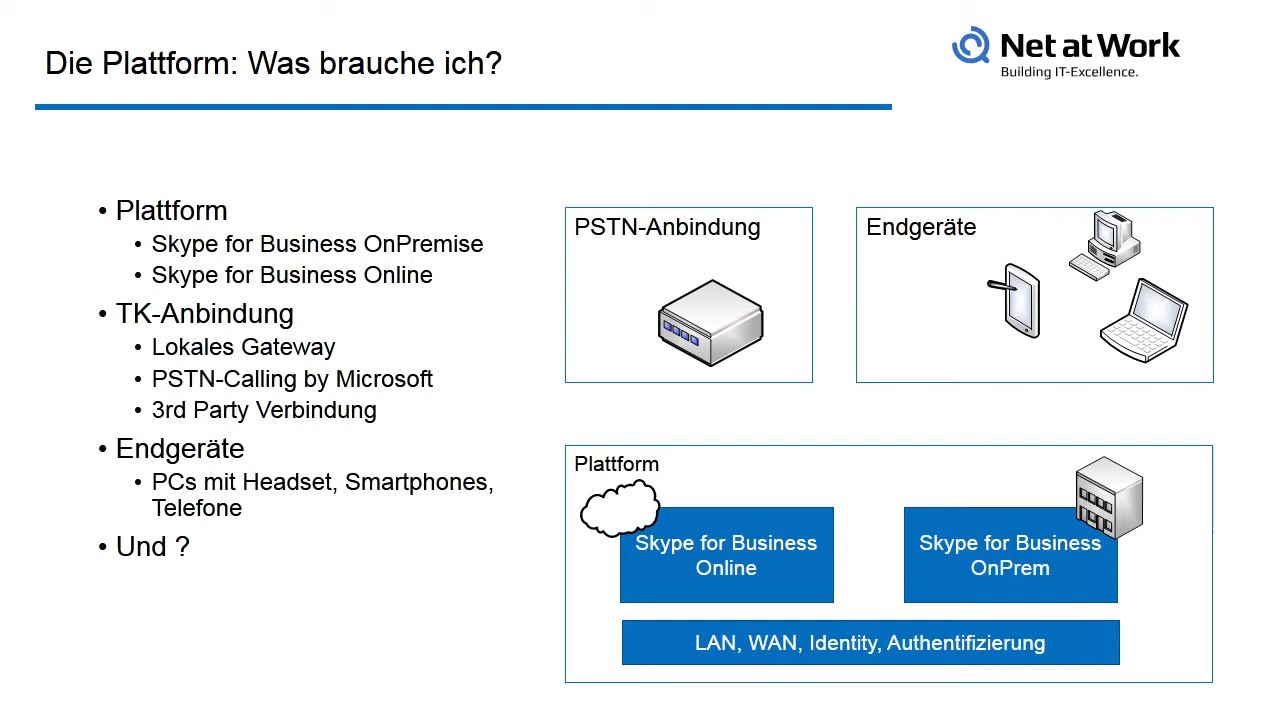 Die Plattform: Was brauche ich?
Net at Work
Building IT-Excellence.
• Plattform
• Skype for Business OnPremise
• Skype for Business Online
• TK-Anbindung
• Lokales Gateway
• PSTN-Calling by Microsoft
• 3rd Party Verbindung
• Endgeräte
• PCs mit Headset, Smartphones,
Telefone
• Und ?
PSTN-Anbindung
Endgeräte
Plattform
Skype for Business
Online
Skype for Business
OnPrem
LAN, WAN, Identity, Authentifizierung